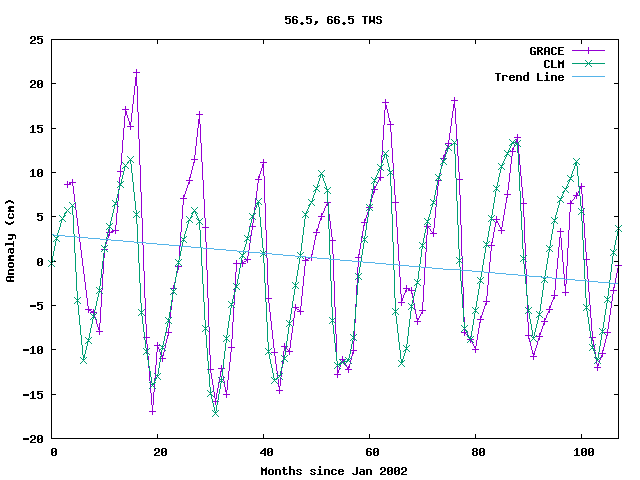 56.5, 66.5 TWS
GRACE
CLM
Trend Line
25
20
15
10
5
0
-5
-10
-15
-20
Anomaly (cm)
0 20 40 60 80 100
Months since Jan 2002